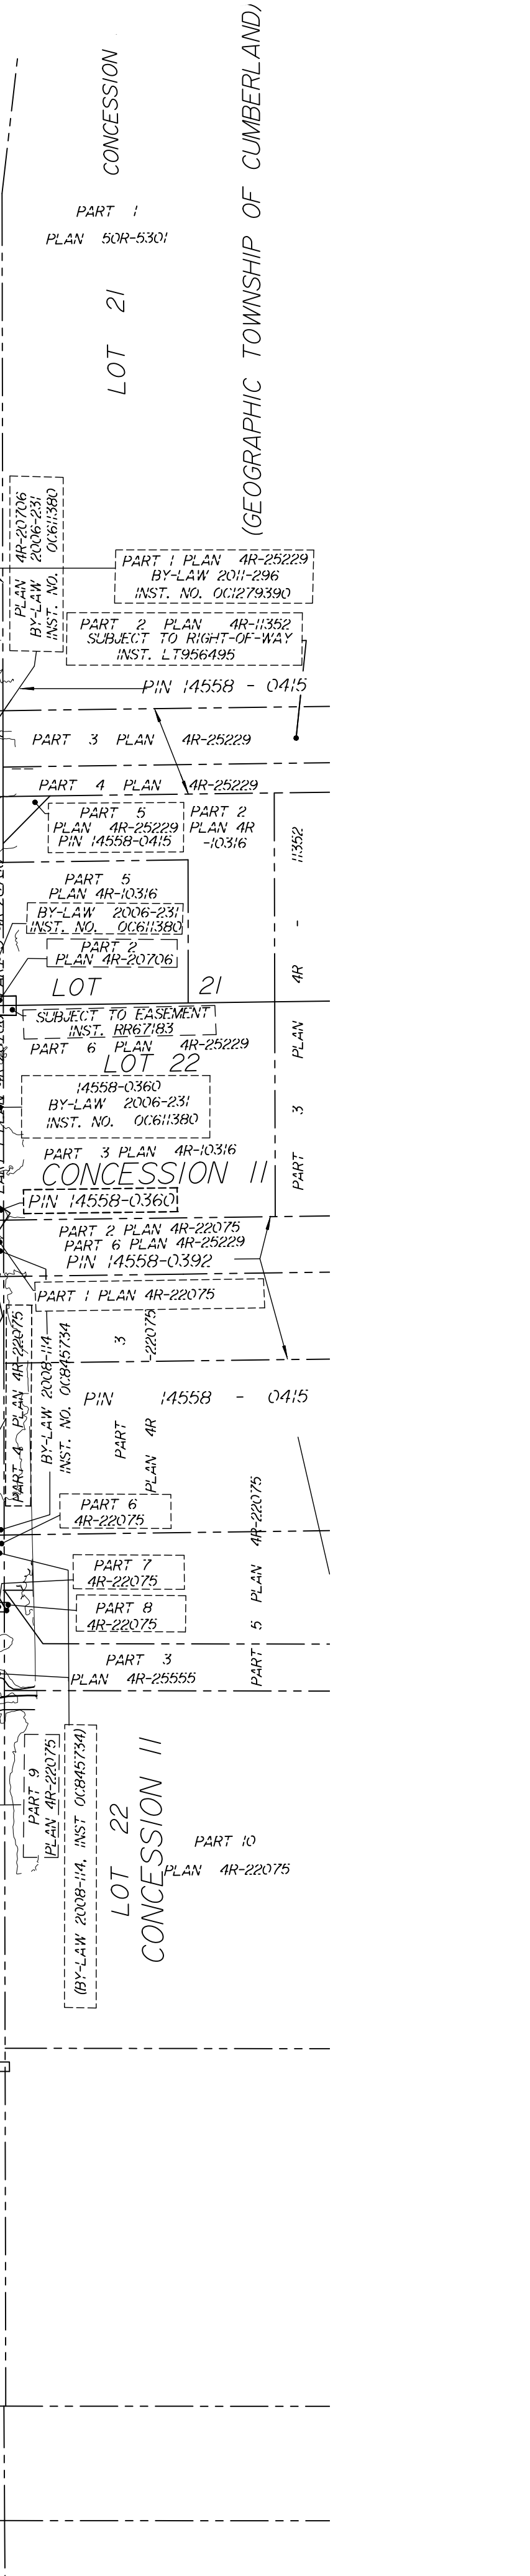 CONCESSION
(GEOGRAPHIC TOWNSHIP OF CUMBERLAND)
PART 1
PLAN 50R-5301
LOT 21
PLAN 4R-20706
BY-LAW 2006-231
INST. NO. OC611380
PART 1 PLAN 4R-25229
BY-LAW 2011-296
INST. NO. OC1279390
PART 2 PLAN 4R-11352
SUBJECT TO RIGHT-OF-WAY
INST. LT956495
PIN 14558 - 0415
PART 3 PLAN 4R-25229
PART 4 PLAN 4R-25229
PART 5
PLAN 4R-25229
PIN 14558-0415
PART 2
PLAN 4R
-10316
PART 3 PLAN 4R - 11352
PART 5
PLAN 4R-10316
BY-LAW 2006-231
INST. NO. OC611380
PART 2
PLAN 4R-20706
LOT 21
SUBJECT TO EASEMENT
INST. RR67183
PART 6 PLAN 4R-25229
LOT 22
14558-0360
BY-LAW 2006-231
INST. NO. OC611380
PART 3 PLAN 4R-10316
CONCESSION 11
PIN 14558-0360
PART 2 PLAN 4R-22075
PART 6 PLAN 4R-25229
PIN 14558-0392
PART 1 PLAN 4R-22075
PART 4 PLAN 4R-22075
BY-LAW 2008-114
INST. NO. OC845734
PART 3
PLAN 4R -22075
PIN 14558 - 0415
PART 6
4R-22075
PART 5 PLAN 4R-22075
PART 7
4R-22075
PART 8
4R-22075
PART 3
PLAN 4R-25555
PART 9
PLAN 4R-22075
(BY-LAW 2008-114, INST OC845734)
LOT 22
CONCESSION 11
PART 10
PLAN 4R-22075